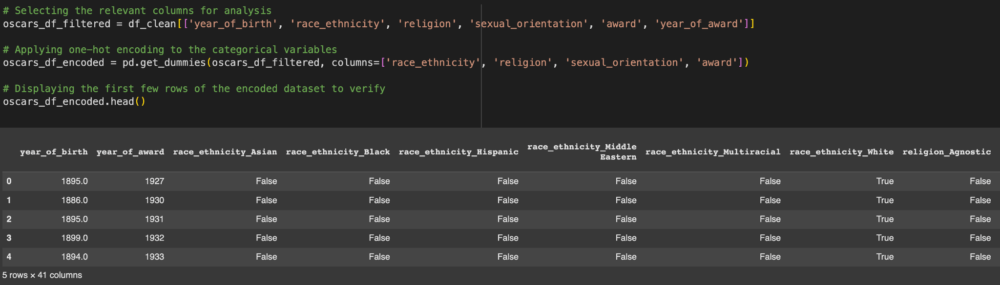 # Selecting the relevant columns for analysis
oscars_df_filtered = df_clean[['year_of_birth', 'race_ethnicity', 'religion', 'sexual_orientation', 'award', 'year_of_award']]
# Applying one-hot encoding to the categorical variables
oscars_df_encoded = pd.get_dummies(oscars_df_filtered, columns=['race_ethnicity', 'religion', 'sexual_orientation', 'award'])
# Displaying the first few rows of the encoded dataset to verify
oscars_df_encoded.head()
year_of_birth year_of_award race_ethnicity_Asian race_ethnicity_Black race_ethnicity_Hispanic race_ethnicity_Middle Eastern race_ethnicity_Multiracial race_ethnicity_White religion_Agnostic
0 1895.0 1927 False False False False False True False
1 1886.0 1930 False False False False False True False
2 1895.0 1931 False False False False False True False
3 1899.0 1932 False False False False False True False
4 1894.0 1933 False False False False False True False
5 rows × 41 columns